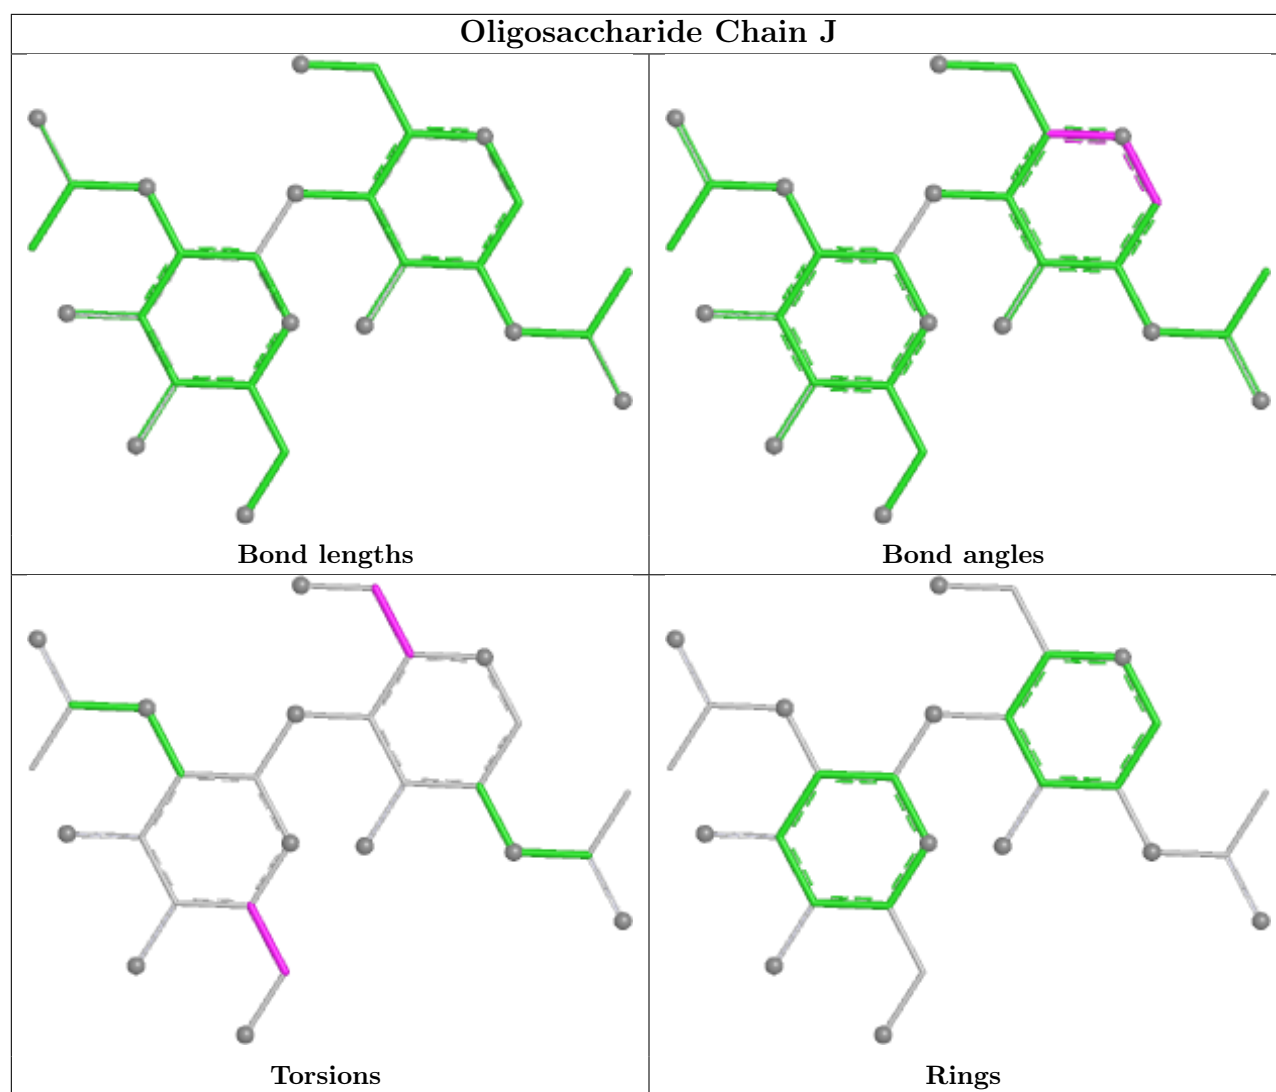 Oligosaccharide Chain J
Bond lengths
Bond angles
Torsions
Rings